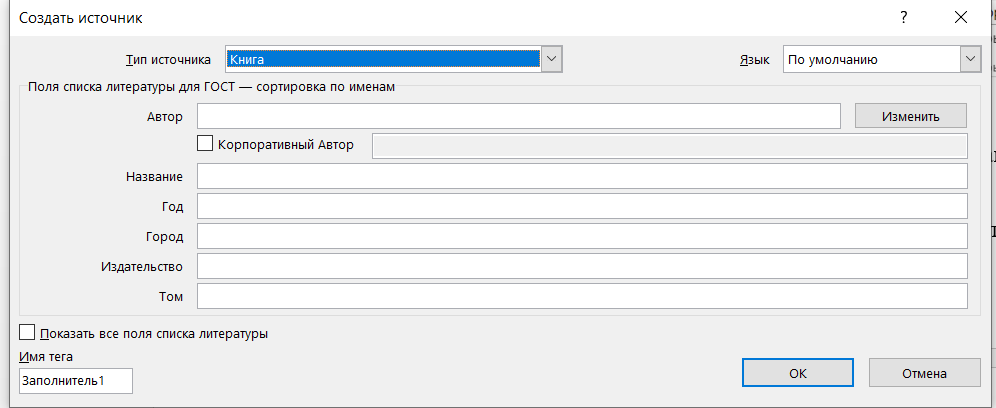 Создать источник ?
Тип источника Книга Язык По умолчанию
Поля списка литературы для ГОСТ — сортировка по именам
Автор Изменить
Корпоративный Автор
Название
Год
Город
Издательство
Том
Показать все поля списка литературы
Имя тега
Заполнитель1 ОК Отмена